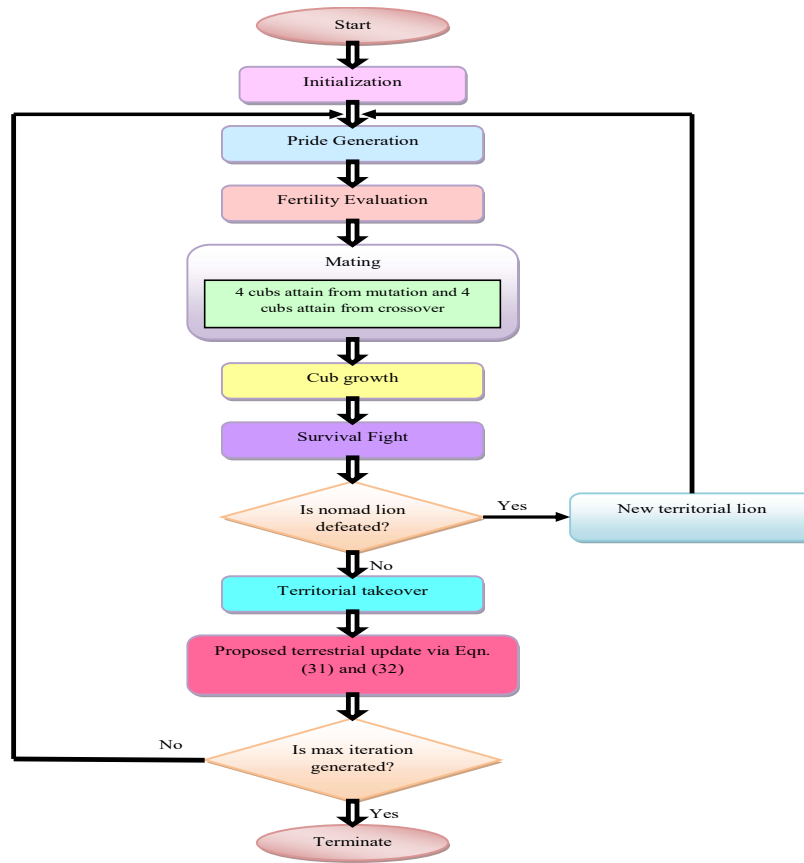 Start
Initialization
Pride Generation
Fertility Evaluation
Mating
4 cubs attain from mutation and 4
cubs attain from crossover
Cub growth
Survival Fight
Is nomad lion
defeated?
Yes
New territorial lion
No
Territorial takeover
Proposed terrestrial update via Eqn.
(31) and (32)
No
Is max iteration
generated?
Yes
Terminate